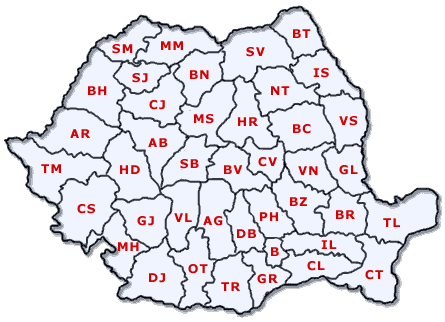 BT
SM
MM
SV
BN
IS
SJ
BH
NT
CJ
MS
HR
VS
AR
BC
AB
TM
HD
SB
BV
CV
VN
GL
CS
GJ
VL
AG
PH
BZ
BR
TL
DB
MH
B
IL
OT
DJ
TR
GR
CL
CT